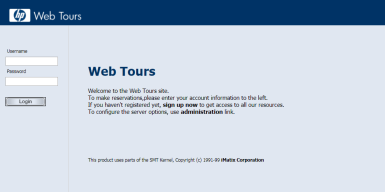 hp Web Tours
Username
Password
Login
Web Tours
Welcome to the Web Tours site.
To make reservations,please enter your account information to the left.
If you haven't registered yet, sign up now to get access to all our resources.
To configure the server options, use administration link.
This product uses parts of the SMT Kernel, Copyright (c) 1991-99 iMatix Corporation